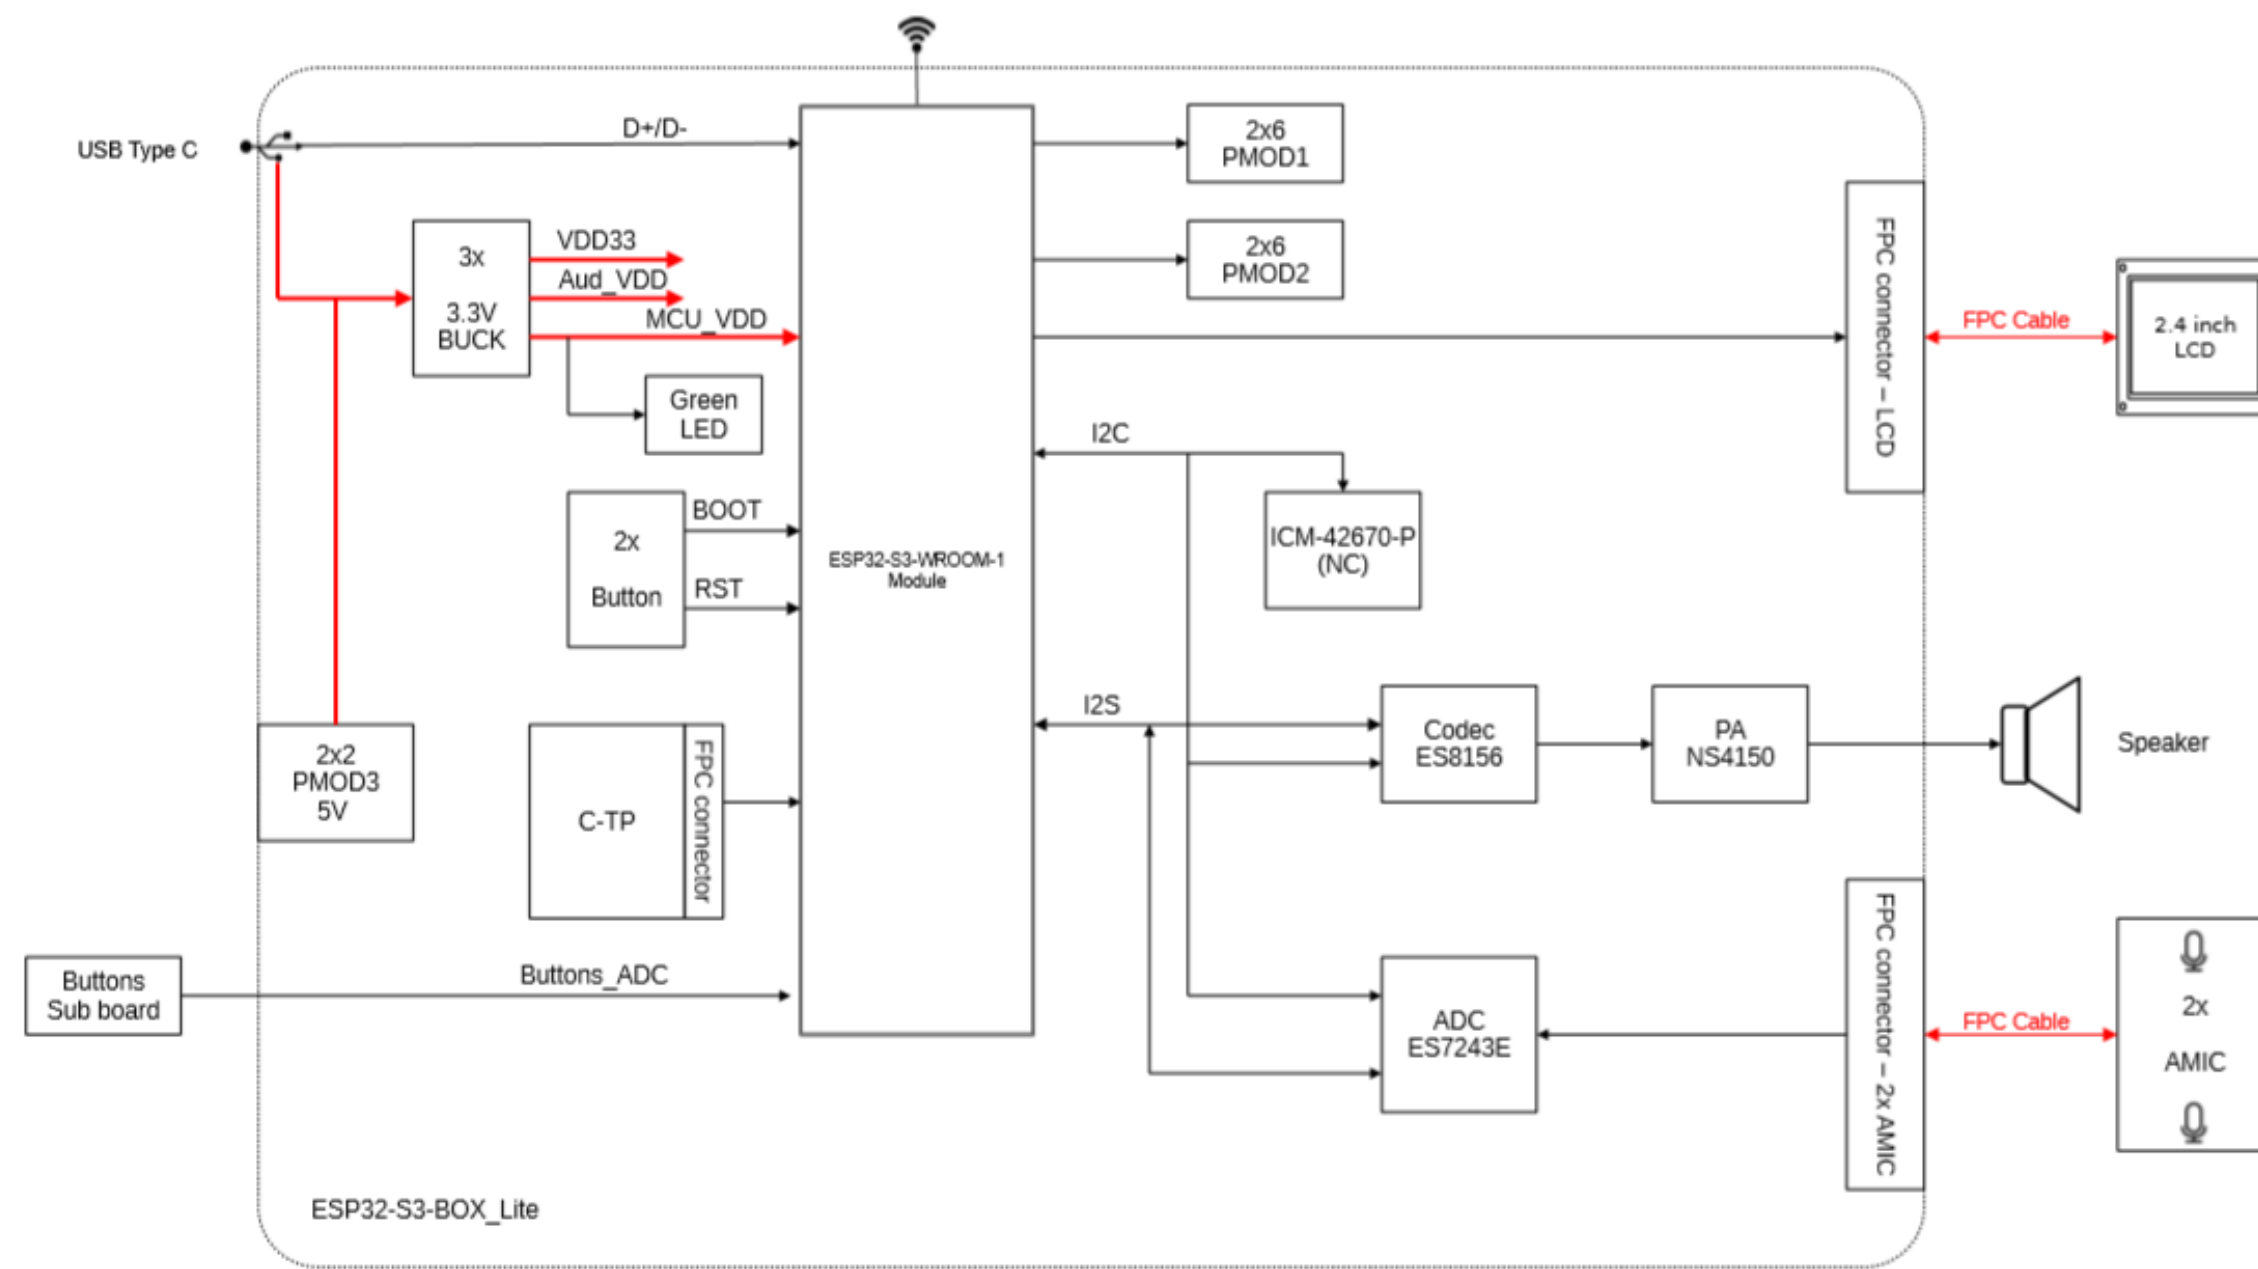 USB Type C
D+/D-
3x
3.3V
BUCK
VDD33
Aud_VDD
MCU_VDD
Green
LED
2x
Button
BOOT
RST
2x2
PMOD3
5V
C-TP
FPC connector
Buttons
Sub board
Buttons_ADC
ESP32-S3-WROOM-1
Module
2x6
PMOD1
2x6
PMOD2
I2C
ICM-42670-P
(NC)
I2S
Codec
ES8156
PA
NS4150
Speaker
ADC
ES7243E
FPC connector – LCD
FPC Cable
2.4 inch
LCD
FPC connector – 2x AMIC
FPC Cable
2x
AMIC
ESP32-S3-BOX_Lite